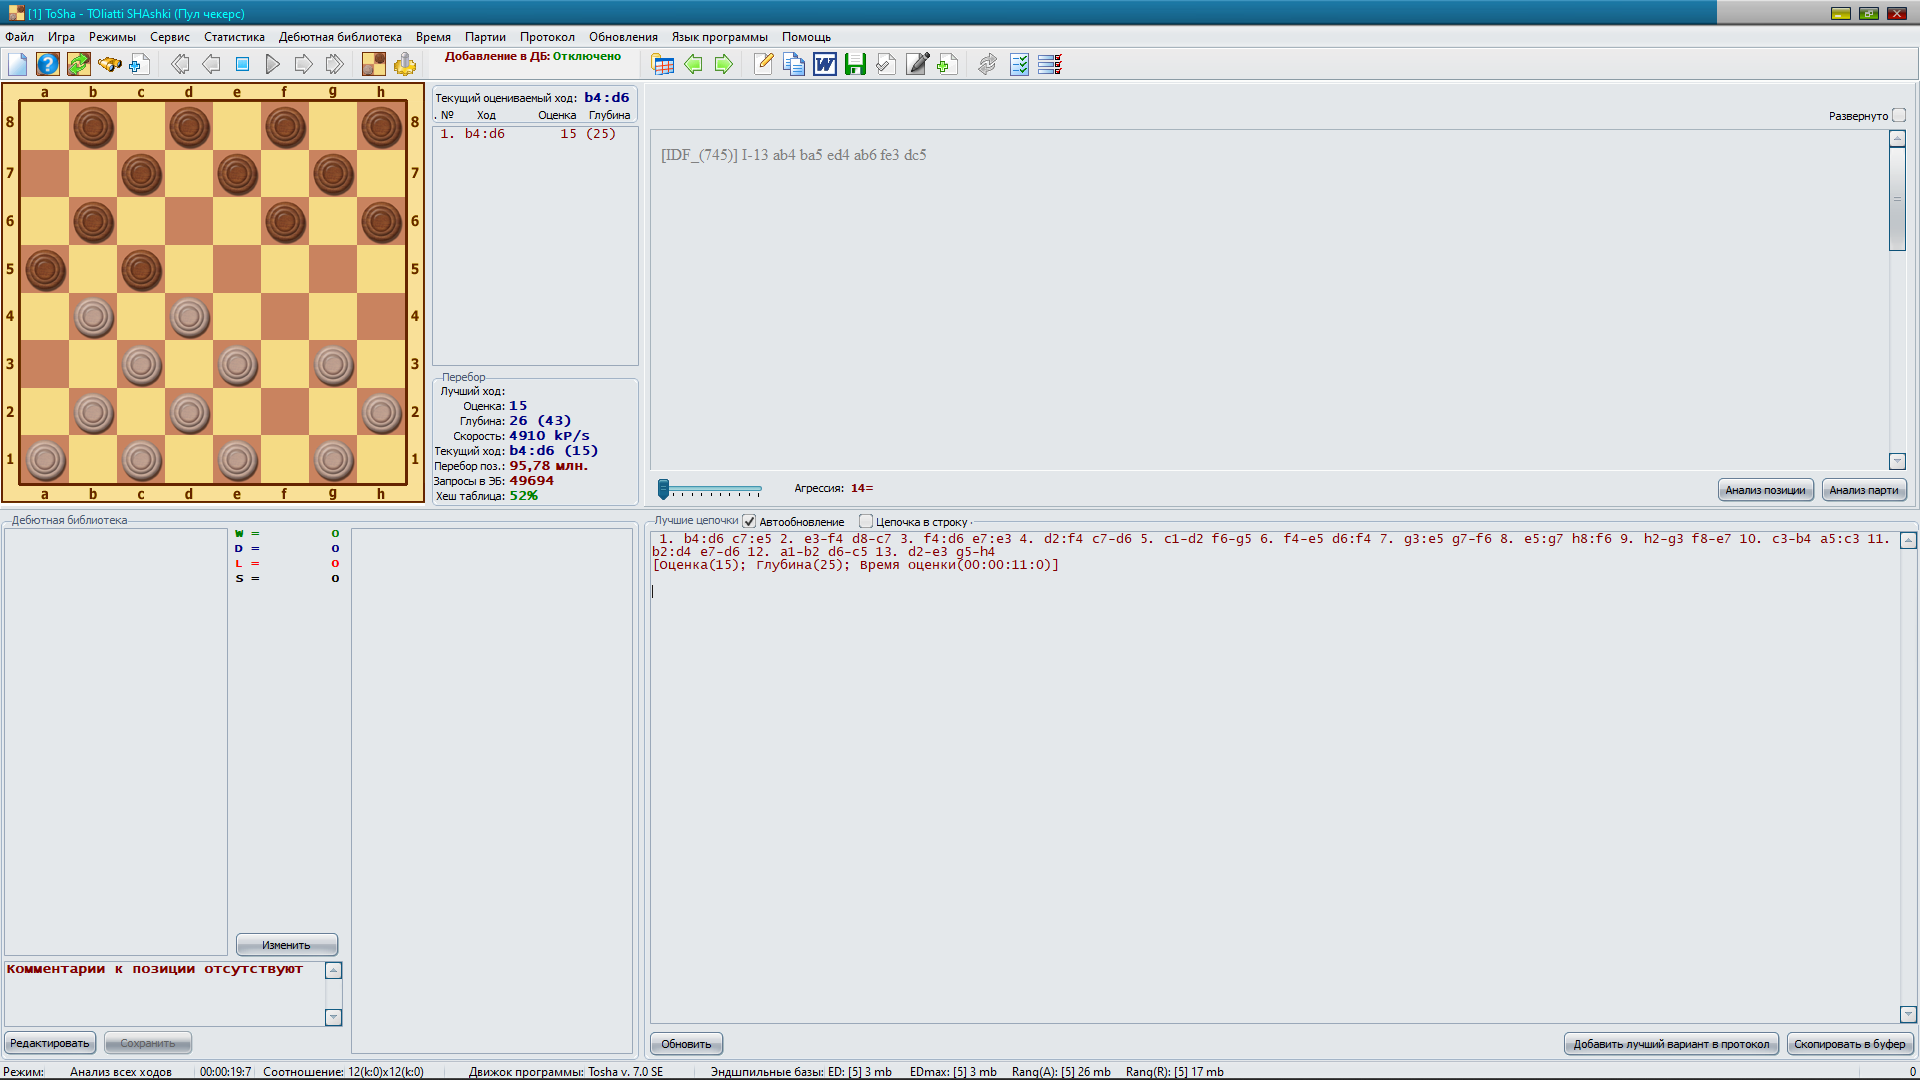 [1] ToSha - TOliatti SHAshki (Пул чекерс)
Файл Игра Режимы Сервис Статистика Дебютная библиотека Время Партии Протокол Обновления Язык программы Помощь
Добавление в ДБ: Отключено
a b c d e f g h
8 8
7 7
6 6
5 5
4 4
3 3
2 2
1 1
a b c d e f g h
Текущий оцениваемый ход: b4:d6
. № Ход Оценка Глубина
1. b4:d6 15 (25)
Перебор
Лучший ход:
Оценка: 15
Глубина: 26 (43)
Скорость: 4910 kP/s
Текущий ход: b4:d6 (15)
Перебор поз.: 95,78 млн.
Запросы в ЭБ: 49694
Хеш таблица: 52%
Развернуто
[IDF_(745)] I-13 ab4 ba5 ed4 ab6 fe3 dc5
Агрессия: 14=
Анализ позиции Анализ парти
Дебютная библиотека
W = 0
D = 0
L = 0
S = 0
Изменить
Комментарии к позиции отсутствуют
Редактировать Сохранить
Лучшие цепочки Автообновление Цепочка в строку
1. b4:d6 c7:e5 2. e3-f4 d8-c7 3. f4:d6 e7:e3 4. d2:f4 c7-d6 5. c1-d2 f6-g5 6. f4-e5 d6:f4 7. g3:e5 g7-f6 8. e5:g7 h8:f6 9. h2-g3 f8-e7 10. c3-b4 a5:c3 11.
b2:d4 e7-d6 12. a1-b2 d6-c5 13. d2-e3 g5-h4
[Оценка(15); Глубина(25); Время оценки(00:00:11:0)]
Обновить Добавить лучший вариант в протокол Скопировать в буфер
Режим: Анализ всех ходов 00:00:19:7 Соотношение: 12(k:0)x12(k:0) Движок программы: Tosha v. 7.0 SE Эндшпильные базы: ED: [5] 3 mb EDmax: [5] 3 mb Rang(A): [5] 26 mb Rang(R): [5] 17 mb 0